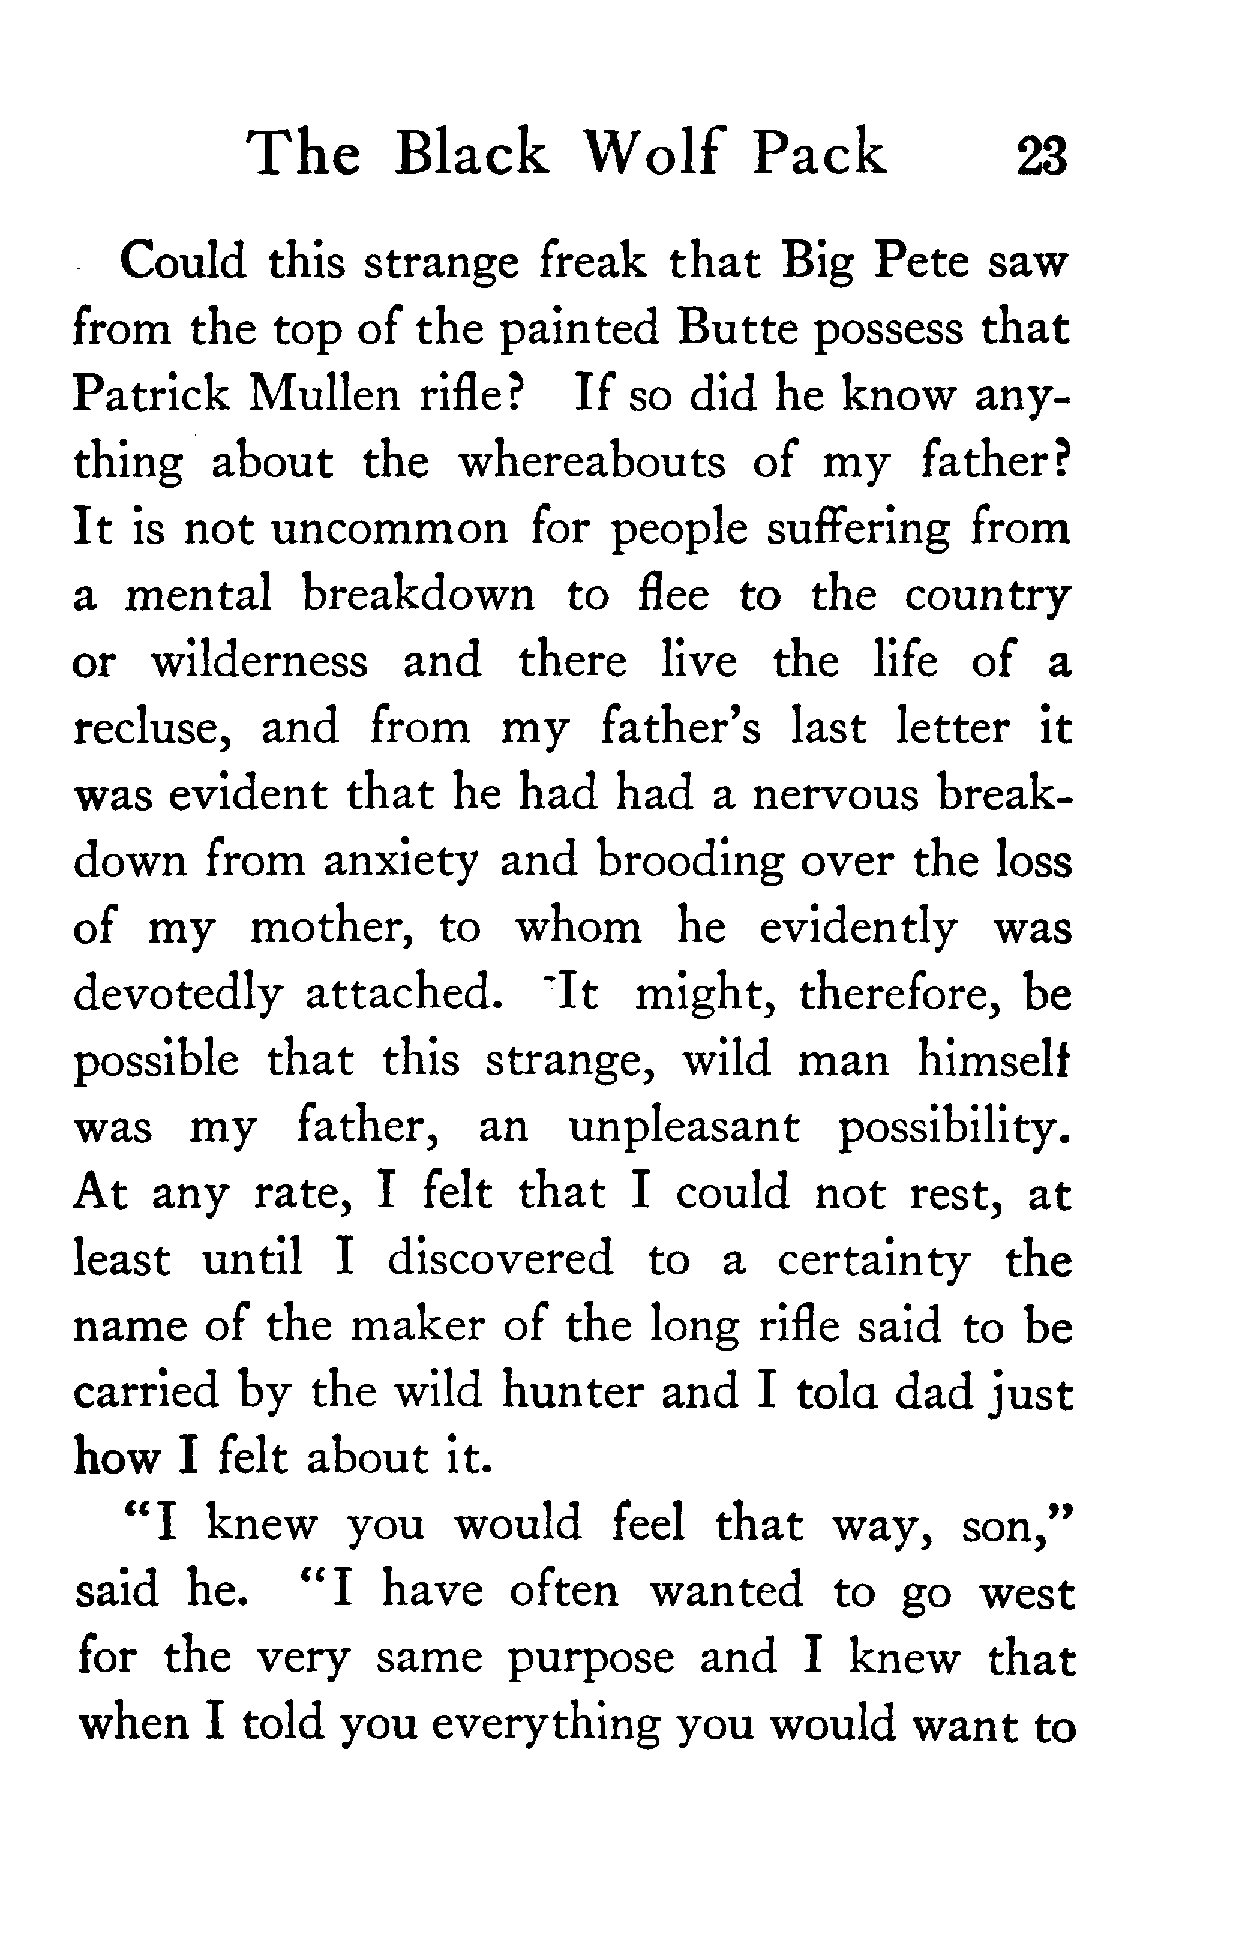 The Black Wolf Pack 23
Could this strange freak that Big Pete saw
from the top of the painted Butte possess that
Patrick Mullen rifle? If so did he know any-
thing about the whereabouts of my father?
It is not uncommon for people suffering from
a mental breakdown to flee to the country
or wilderness and there live the life of a
recluse, and from my father's last letter it
was evident that he had had a nervous break-
down from anxiety and brooding over the loss
of my mother, to whom he evidently was
devotedly attached. It might, therefore, be
possible that this strange, wild man himself
was my father, an unpleasant possibility.
At any rate, I felt that I could not rest, at
least until I discovered to a certainty the
name of the maker of the long rifle said to be
carried by the wild hunter and I told dad just
how I felt about it.
"I knew you would feel that way, son,"
said he. "I have often wanted to go west
for the very same purpose and I knew that
when I told you everything you would want to